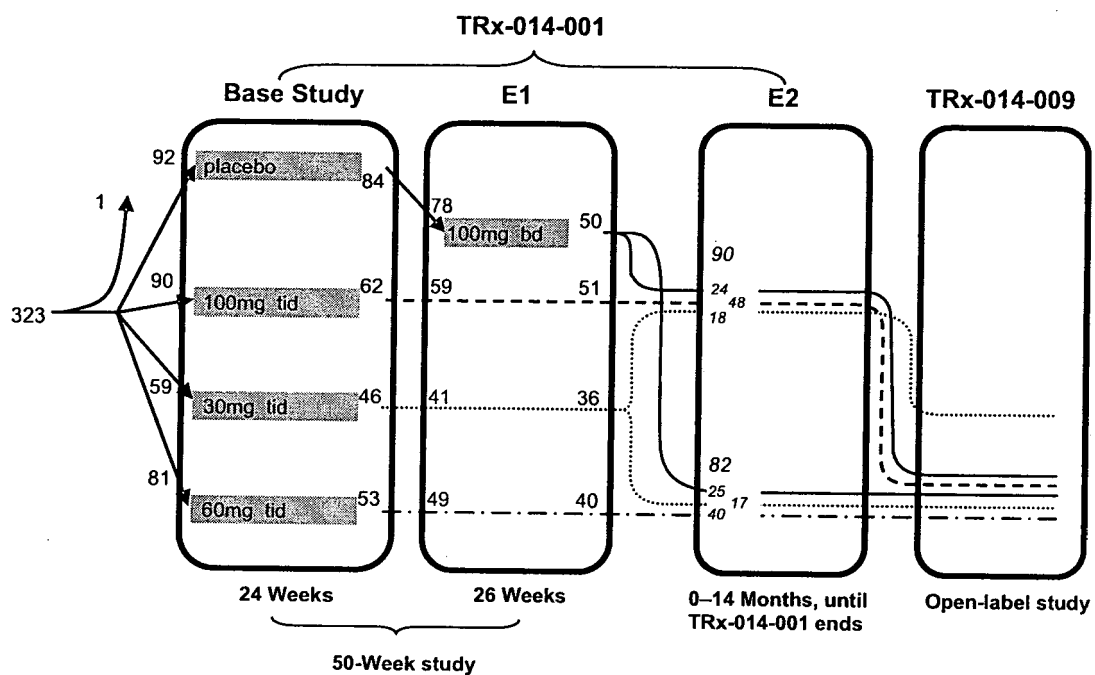 TRx-014-001
Base Study E1 E2 TRx-014-009
92 placebo 84
1
78 100mg bd 50
90
90 100mg tid 62 59 51 24 48 18
323
59 30mg tid 46 41 36
82
81 25 17
60mg tid 53 49 40 40
24 Weeks 26 Weeks 0–14 Months, until TRx-014-001 ends Open-label study
50-Week study